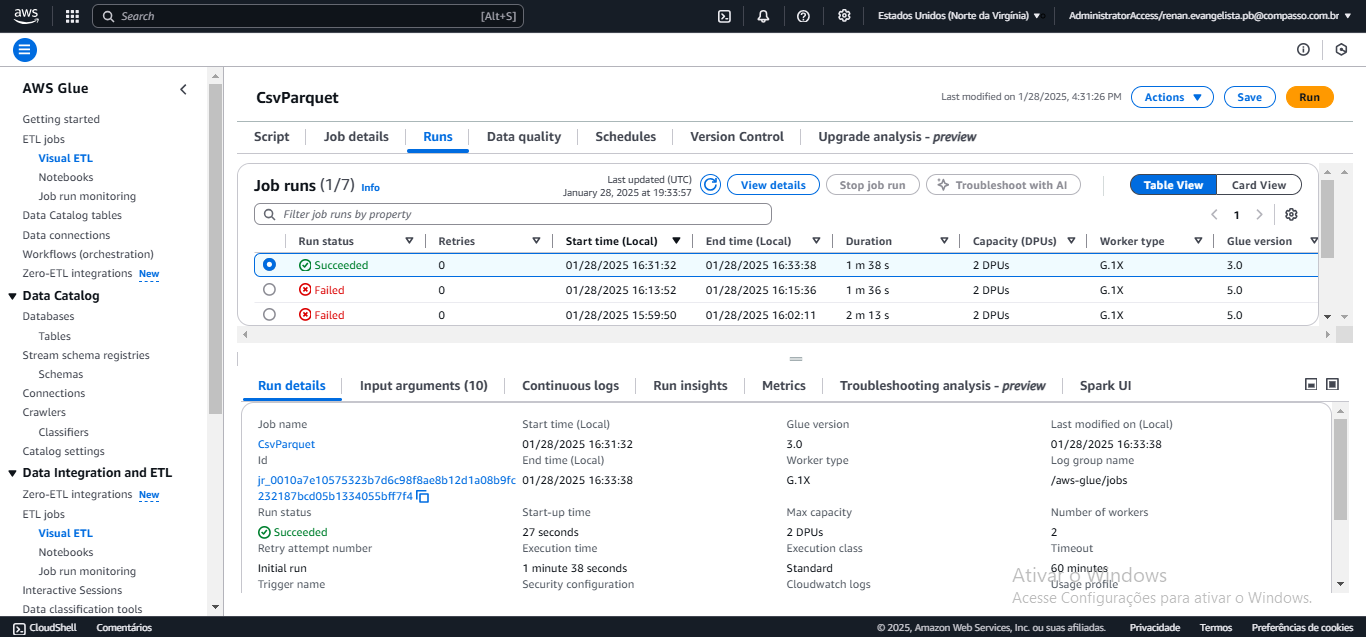 aws
Search [Alt+S]
Estados Unidos (Norte da Virgínia)
AdministratorAccess/renan.evangelista.pb@compasso.com.br
AWS Glue
Getting started
ETL jobs
Visual ETL
Notebooks
Job run monitoring
Data Catalog tables
Data connections
Workflows (orchestration)
Zero-ETL integrations New
Data Catalog
Databases
Tables
Stream schema registries
Schemas
Connections
Crawlers
Classifiers
Catalog settings
Data Integration and ETL
Zero-ETL integrations New
ETL jobs
Visual ETL
Notebooks
Job run monitoring
Interactive Sessions
Data classification tools
CsvParquet
Last modified on 1/28/2025, 4:31:26 PM
Actions
Save
Run
Script Job details Runs Data quality Schedules Version Control Upgrade analysis - preview
Job runs (1/7) Info
Last updated (UTC)
January 28, 2025 at 19:33:57
View details
Stop job run
Troubleshoot with AI
Table View
Card View
Filter job runs by property
1
Run status Retries Start time (Local) End time (Local) Duration Capacity (DPUs) Worker type Glue version
Succeeded 0 01/28/2025 16:31:32 01/28/2025 16:33:38 1 m 38 s 2 DPUs G.1X 3.0
Failed 0 01/28/2025 16:13:52 01/28/2025 16:15:36 1 m 36 s 2 DPUs G.1X 5.0
Failed 0 01/28/2025 15:59:50 01/28/2025 16:02:11 2 m 13 s 2 DPUs G.1X 5.0
Run details Input arguments (10) Continuous logs Run insights Metrics Troubleshooting analysis - preview Spark UI
Job name Start time (Local) Glue version Last modified on (Local)
CsvParquet 01/28/2025 16:31:32 3.0 01/28/2025 16:33:38
Id End time (Local) Worker type Log group name
jr_0010a7e10575323b7d6c98f8ae8b12d1a08b9fc 01/28/2025 16:33:38 G.1X /aws-glue/jobs
232187bcd05b1334055bff7f4
Run status Start-up time Max capacity Number of workers
Succeeded 27 seconds 2 DPUs 2
Retry attempt number Execution time Execution class Timeout
Initial run 1 minute 38 seconds Standard 60 minutes
Trigger name Security configuration Cloudwatch logs Usage profile
Ativar o Windows
Acesse Configurações para ativar o Windows.
CloudShell Comentários © 2025, Amazon Web Services, Inc. ou suas afiliadas. Privacidade Termos Preferências de cookies